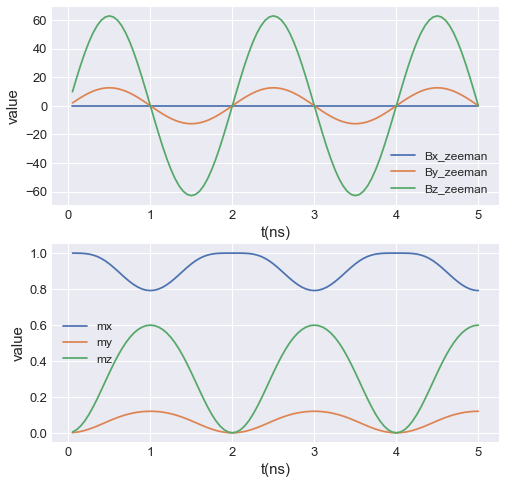 60
40
20
0
−20
−40
−60
value
Bx_zeeman
By_zeeman
Bz_zeeman
0 1 2 3 4 5
t(ns)
1.0
0.8
0.6
0.4
0.2
0.0
value
mx
my
mz
0 1 2 3 4 5
t(ns)